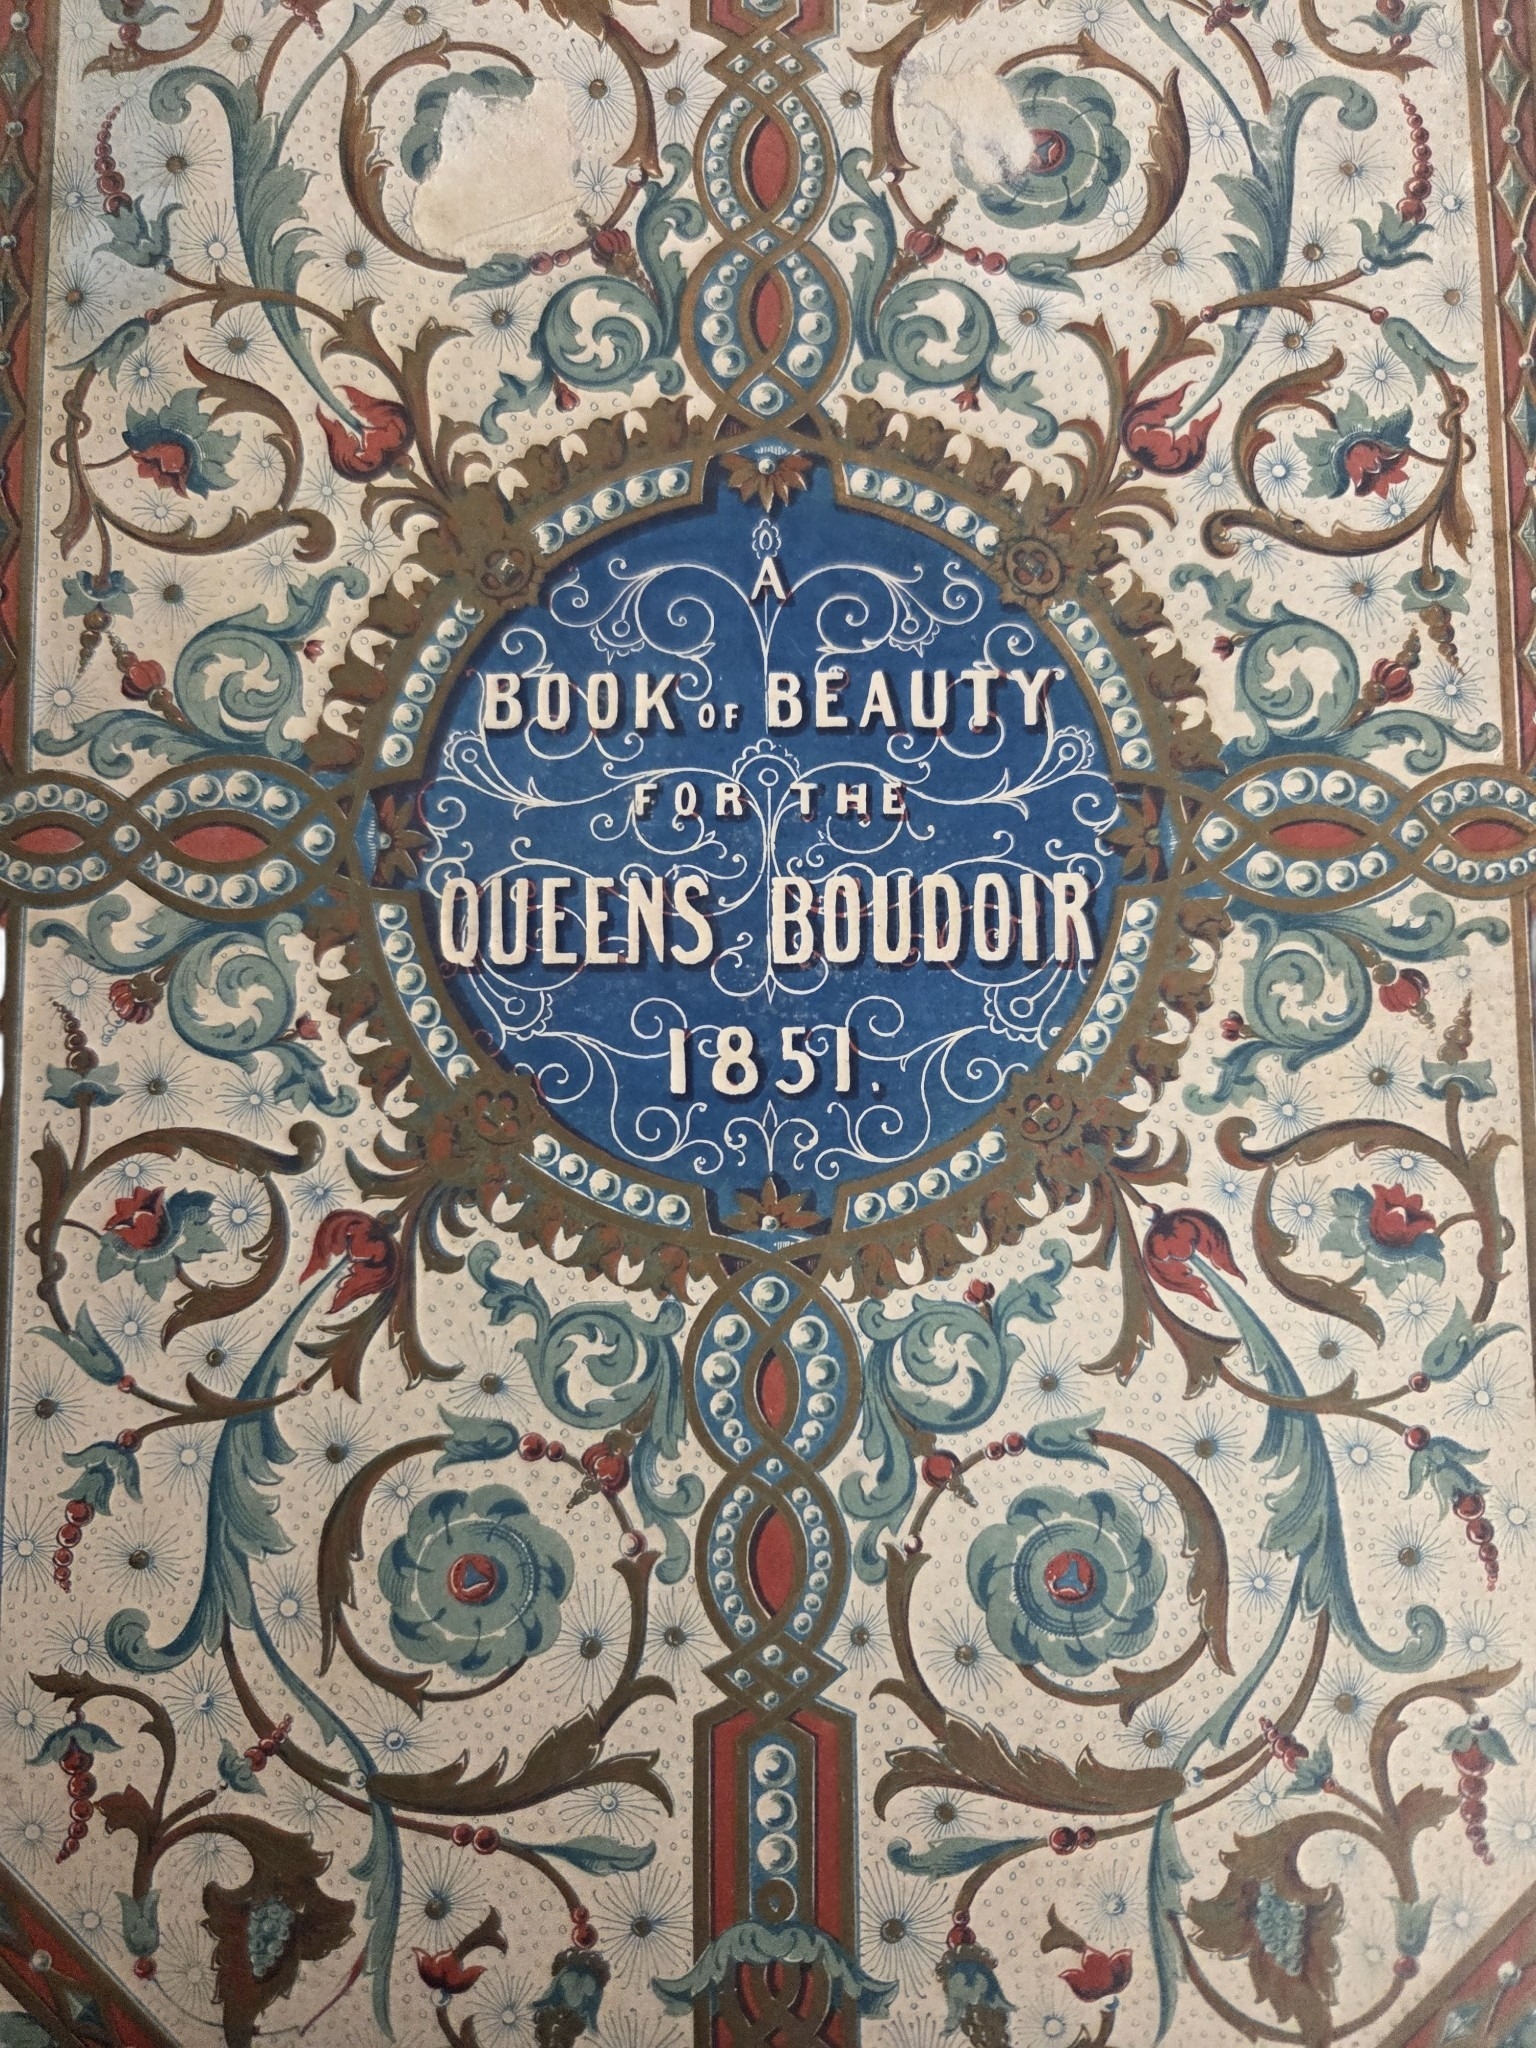 A
BOOK OF BEAUTY
FOR THE
QUEENS BOUDOIR
1851.